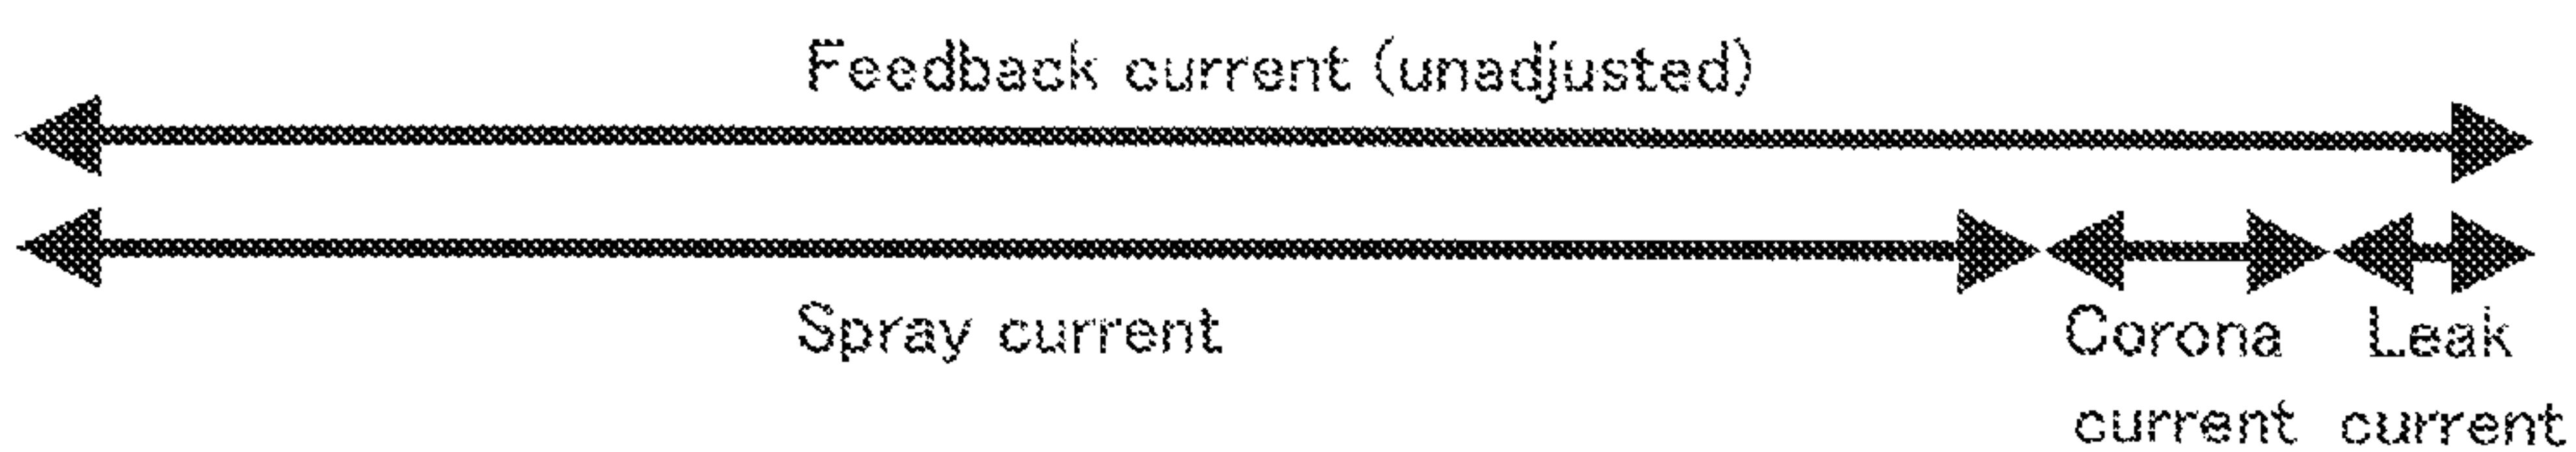 Feedback current (unadjusted)
Spray current
Corona
current
Leak
current